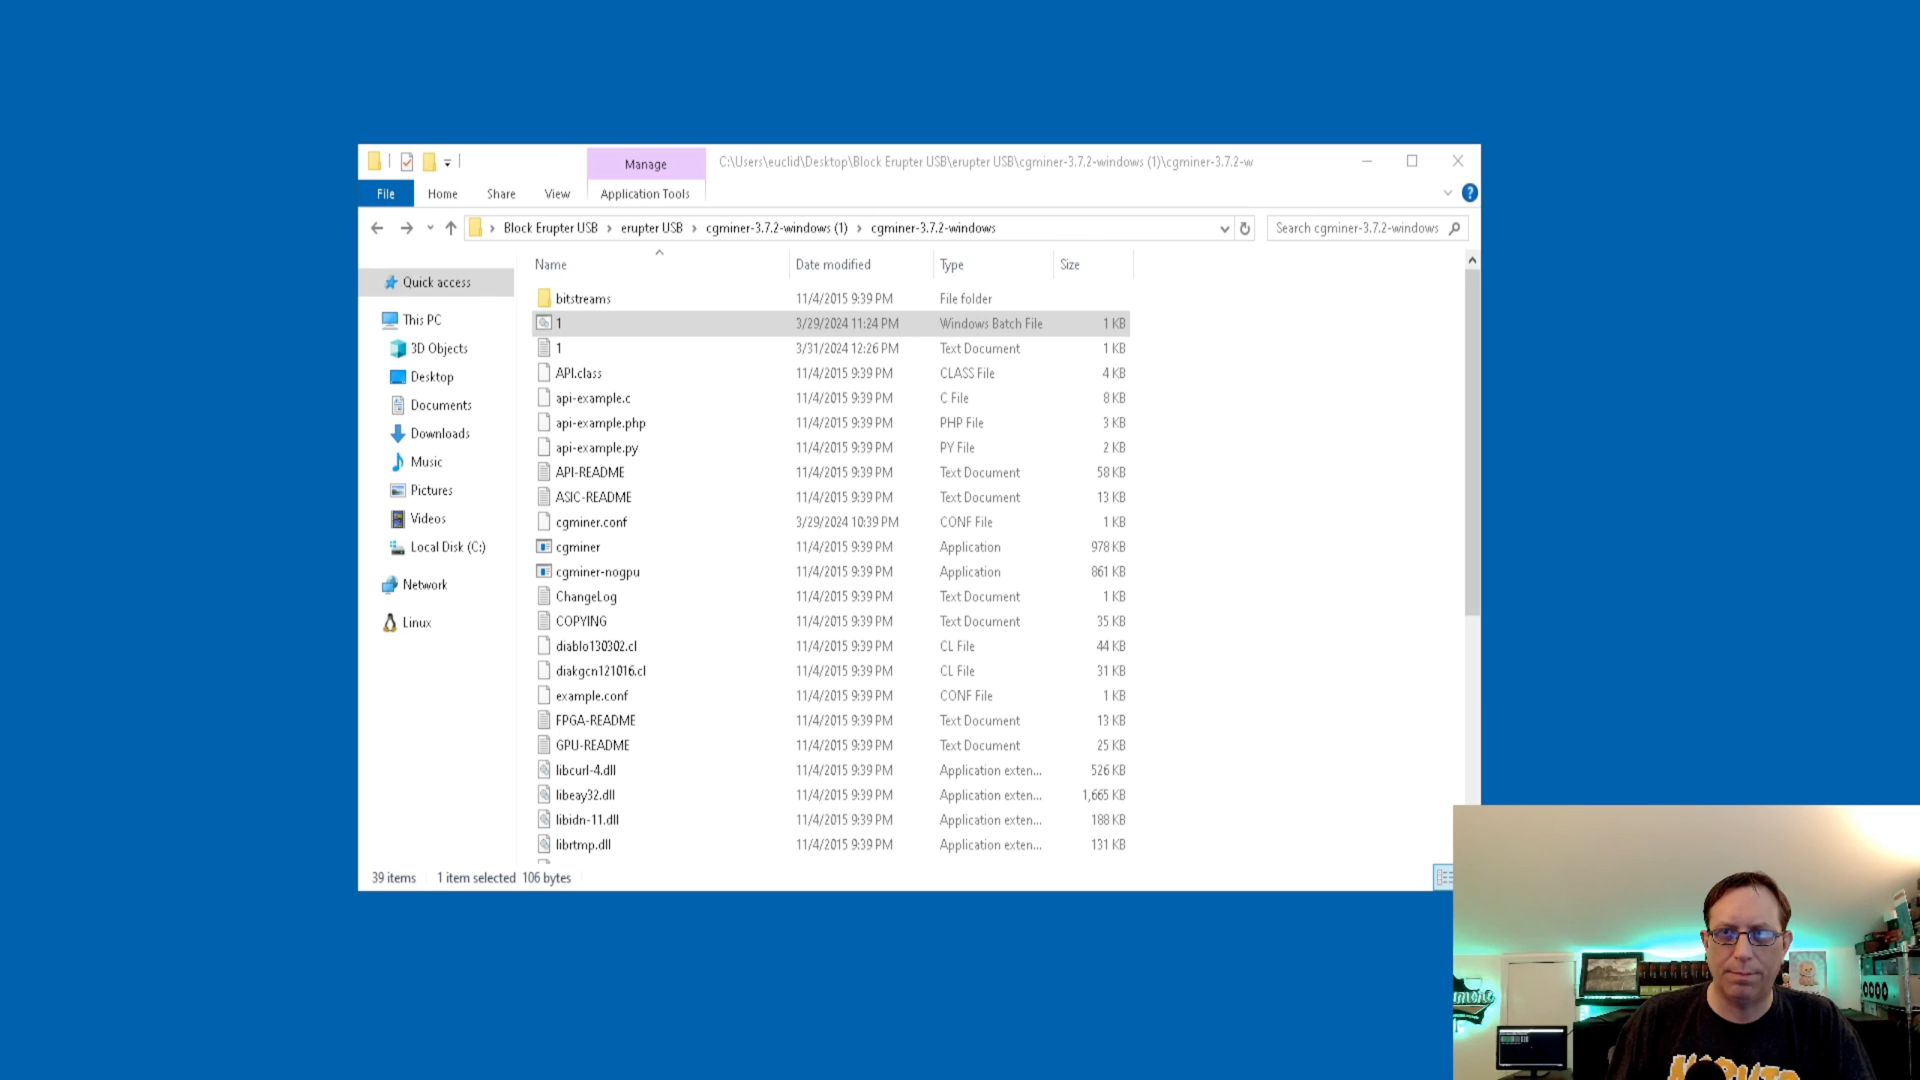 Manage
C:\Users\euclid\Desktop\Block Erupter USB\erupter USB\cgminer-3.7.2-windows (1)\cgminer-3.7.2-w
File Home Share View Application Tools
Block Erupter USB erupter USB cgminer-3.7.2-windows (1) cgminer-3.7.2-windows
Search cgminer-3.7.2-windows
Quick access
This PC
3D Objects
Desktop
Documents
Downloads
Music
Pictures
Videos
Local Disk (C:)
Network
Linux
Name Date modified Type Size
bitstreams 11/4/2015 9:39 PM File folder
1 3/29/2024 11:24 PM Windows Batch File 1 KB
1 3/31/2024 12:26 PM Text Document 1 KB
API.class 11/4/2015 9:39 PM CLASS File 4 KB
api-example.c 11/4/2015 9:39 PM C File 8 KB
api-example.php 11/4/2015 9:39 PM PHP File 3 KB
api-example.py 11/4/2015 9:39 PM PY File 2 KB
API-README 11/4/2015 9:39 PM Text Document 58 KB
ASIC-README 11/4/2015 9:39 PM Text Document 13 KB
cgminer.conf 3/29/2024 10:39 PM CONF File 1 KB
cgminer 11/4/2015 9:39 PM Application 978 KB
cgminer-nogpu 11/4/2015 9:39 PM Application 861 KB
ChangeLog 11/4/2015 9:39 PM Text Document 1 KB
COPYING 11/4/2015 9:39 PM Text Document 35 KB
diablo130302.cl 11/4/2015 9:39 PM CL File 44 KB
diakgcn121016.cl 11/4/2015 9:39 PM CL File 31 KB
example.conf 11/4/2015 9:39 PM CONF File 1 KB
FPGA-README 11/4/2015 9:39 PM Text Document 13 KB
GPU-README 11/4/2015 9:39 PM Text Document 25 KB
libcurl-4.dll 11/4/2015 9:39 PM Application exten... 526 KB
libeay32.dll 11/4/2015 9:39 PM Application exten... 1,665 KB
libidn-11.dll 11/4/2015 9:39 PM Application exten... 188 KB
librtmp.dll 11/4/2015 9:39 PM Application exten... 131 KB
39 items 1 item selected 106 bytes